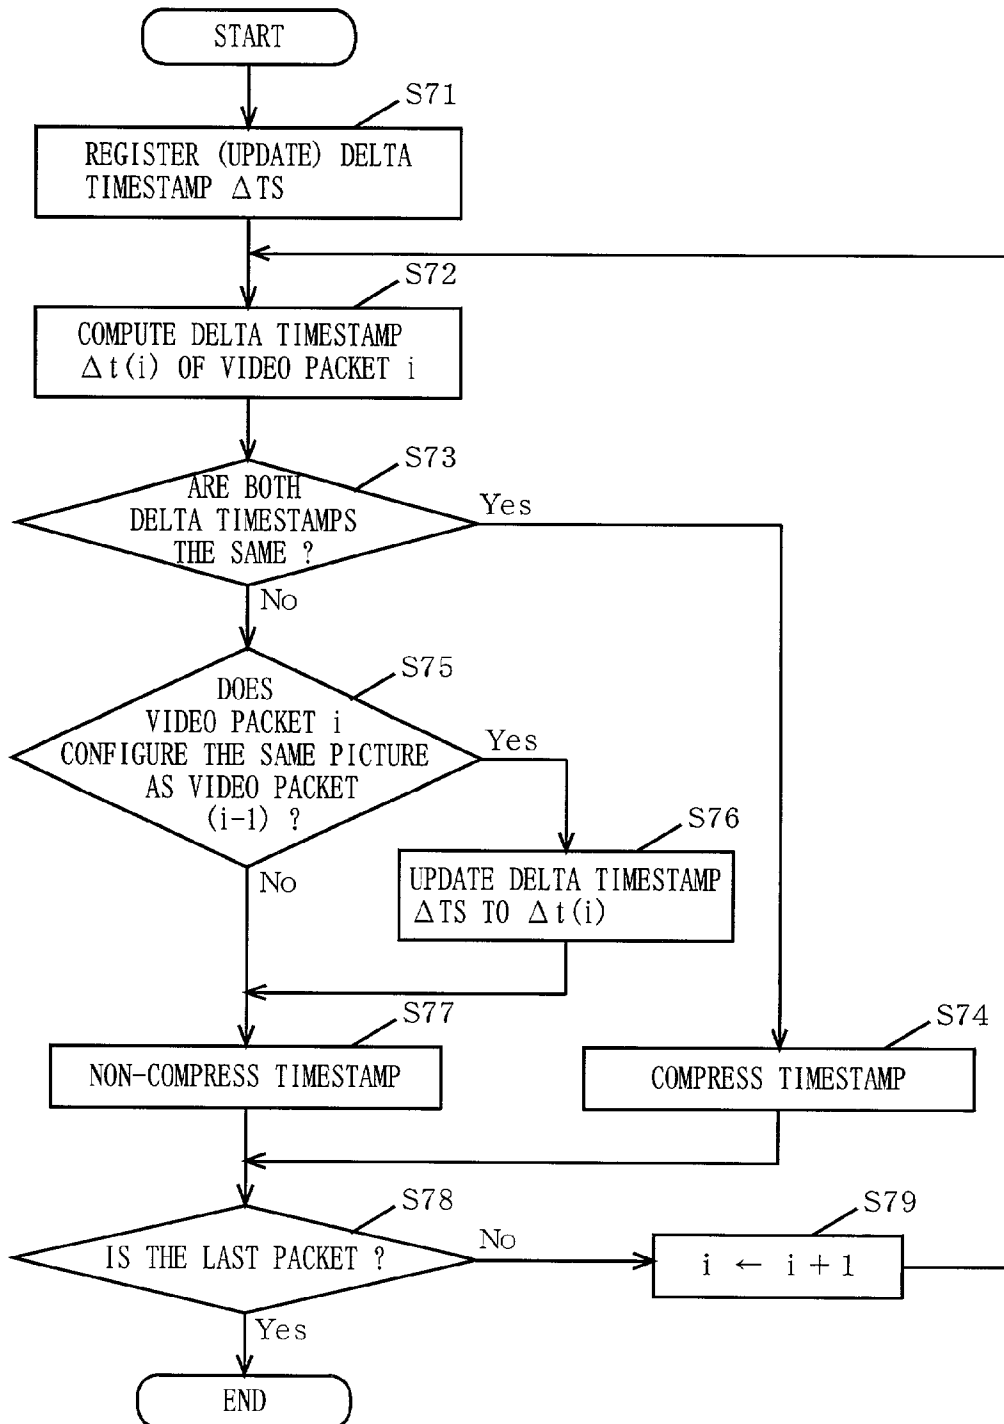 START
S71
REGISTER (UPDATE) DELTA
TIMESTAMP ΔTS
S72
COMPUTE DELTA TIMESTAMP
Δt(i) OF VIDEO PACKET i
S73
ARE BOTH
DELTA TIMESTAMPS
THE SAME ?
Yes
No
S75
DOES
VIDEO PACKET i
CONFIGURE THE SAME PICTURE
AS VIDEO PACKET
(i-1) ?
Yes
No
S76
UPDATE DELTA TIMESTAMP
ΔTS TO Δt(i)
S77
NON-COMPRESS TIMESTAMP
S74
COMPRESS TIMESTAMP
S78
IS THE LAST PACKET ?
No
Yes
S79
i ← i + 1
END